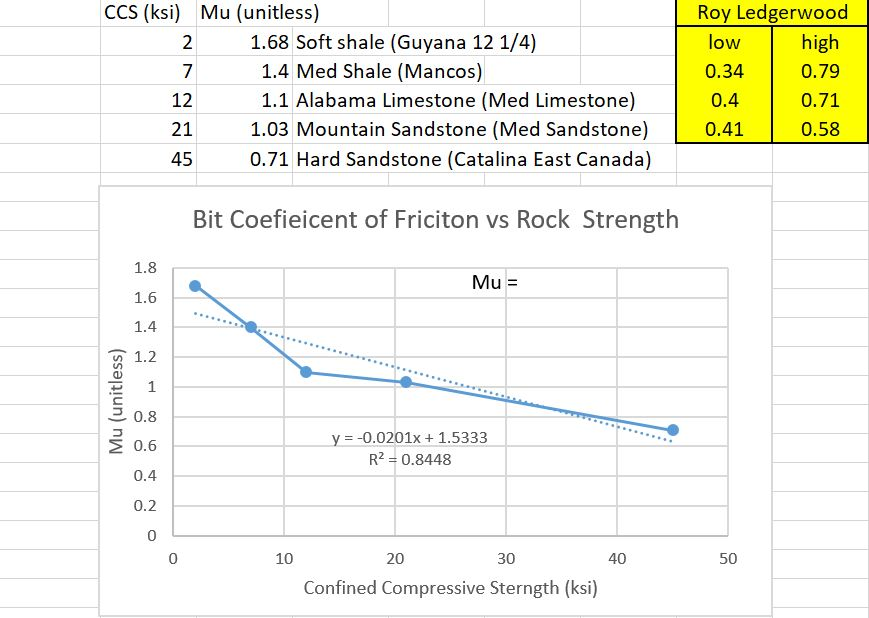 CCS (ksi) Mu (unitless) Roy Ledgerwood
2 1.68 Soft shale (Guyana 12 1/4) low high
7 1.4 Med Shale (Mancos) 0.34 0.79
12 1.1 Alabama Limestone (Med Limestone) 0.4 0.71
21 1.03 Mountain Sandstone (Med Sandstone) 0.41 0.58
45 0.71 Hard Sandstone (Catalina East Canada)
Bit Coefieicent of Friciton vs Rock Strength
Mu =
1.8
1.6
1.4
1.2
1
0.8
0.6
0.4
0.2
0
Mu (unitless)
y = -0.0201x + 1.5333
R² = 0.8448
0 10 20 30 40 50
Confined Compressive Sterngth (ksi)